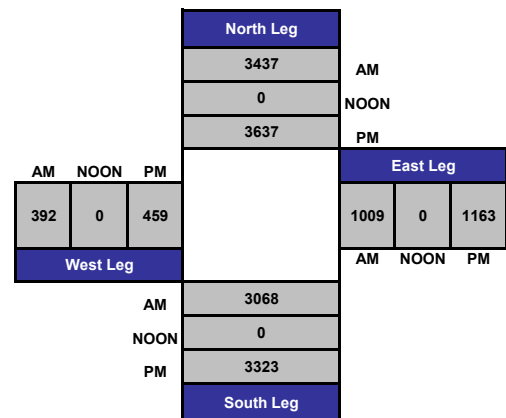 North Leg
3437 AM
0 NOON
3637 PM
AM NOON PM
East Leg
392 0 459
1009 0 1163
West Leg
AM NOON PM
AM 3068
NOON 0
PM 3323
South Leg